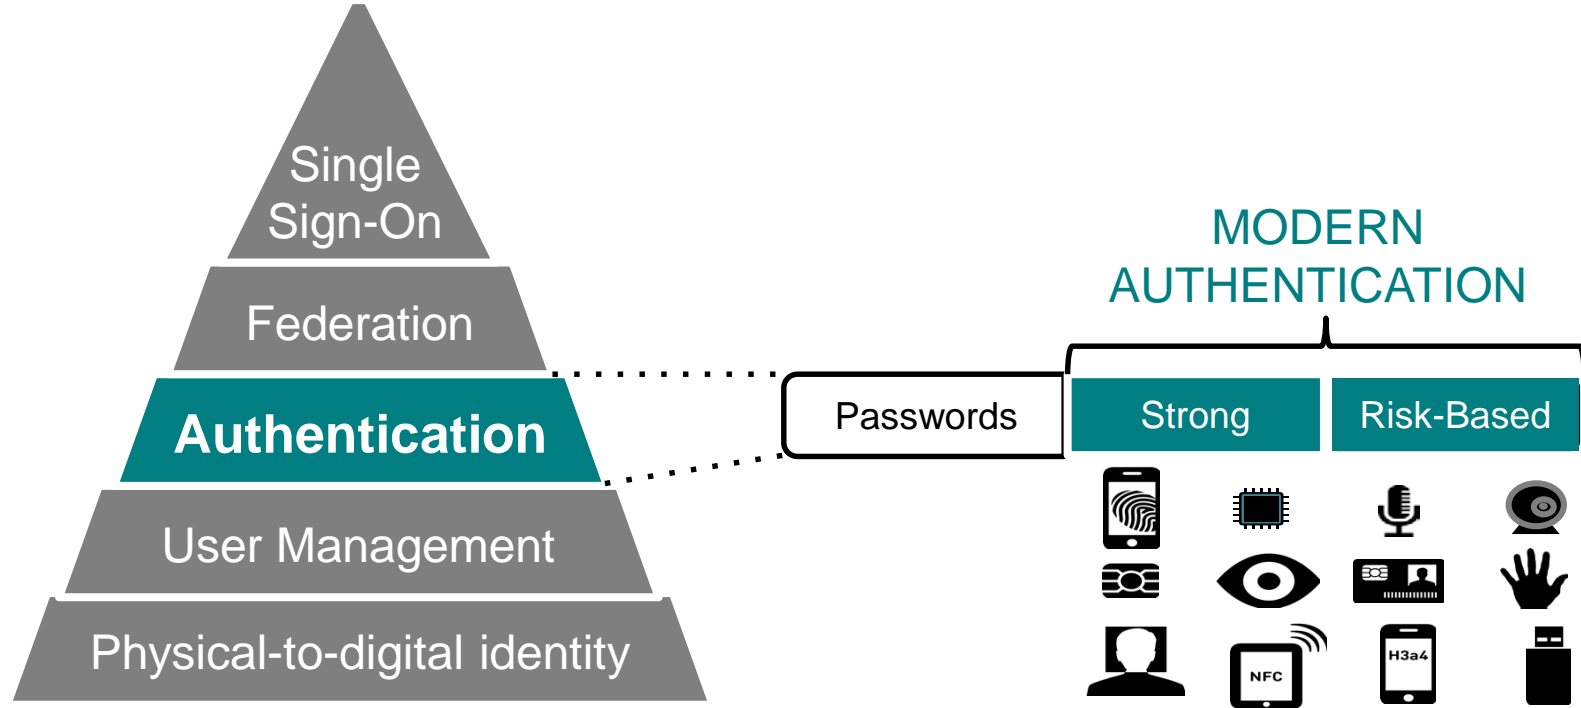 Single
Sign-On
Federation
Authentication
User Management
Physical-to-digital identity
MODERN
AUTHENTICATION
Passwords
Strong
Risk-Based
NFC
H3a4